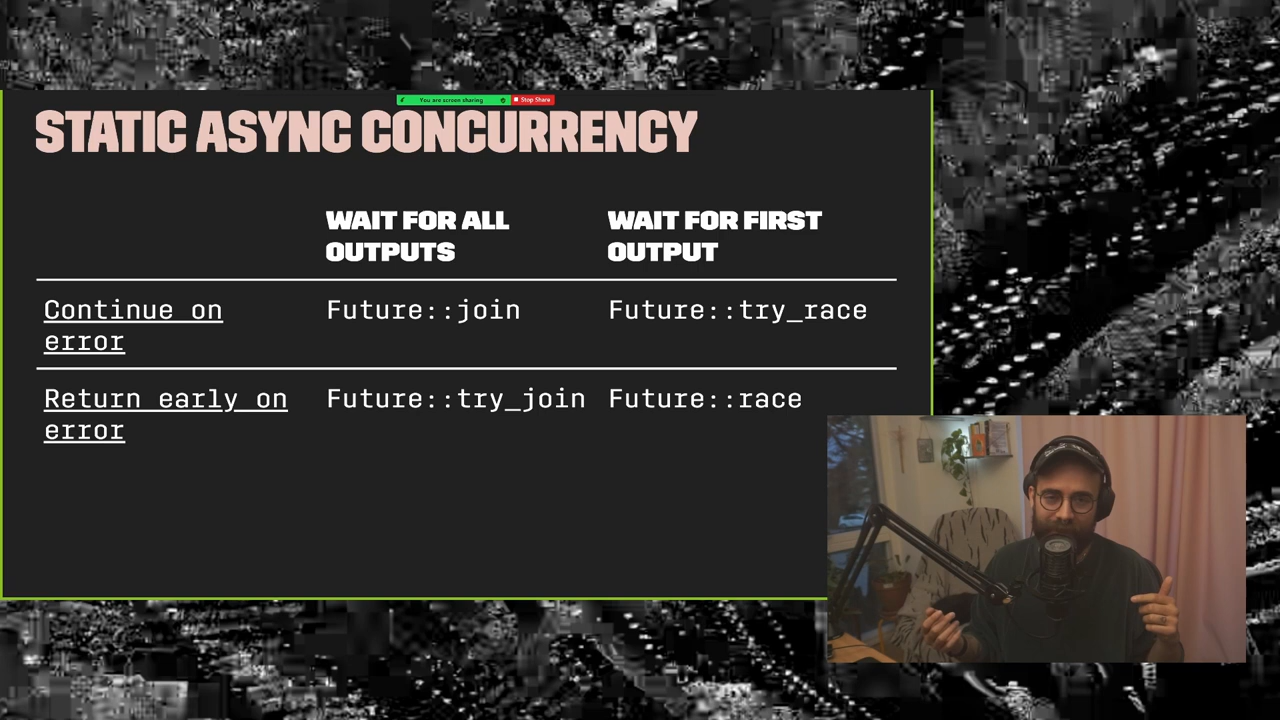 You are screen sharing
Stop Share
STATIC ASYNC CONCURRENCY
WAIT FOR ALL
OUTPUTS
WAIT FOR FIRST
OUTPUT
Continue on
error
Future::join
Future::try_race
Return early on
error
Future::try_join
Future::race